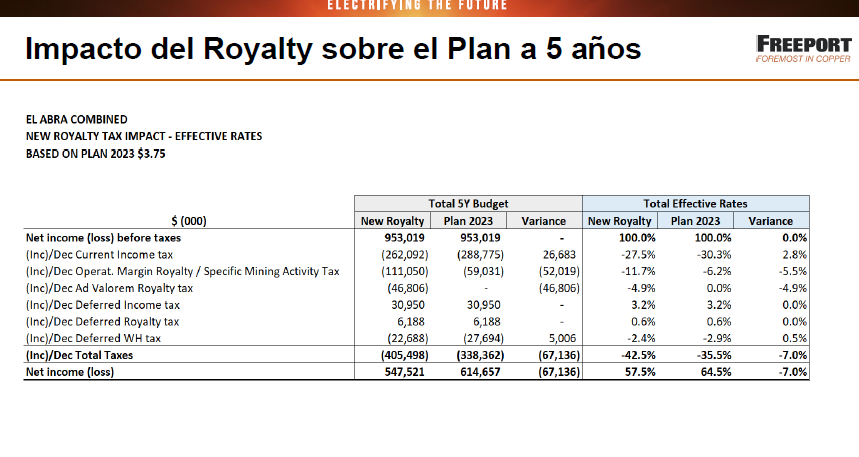 ELECTRIFYING THE FUTURE
Impacto del Royalty sobre el Plan a 5 años
FREEPORT
FOREMOST IN COPPER
EL ABRA COMBINED
NEW ROYALTY TAX IMPACT - EFFECTIVE RATES
BASED ON PLAN 2023 $3.75
Total 5Y Budget Total Effective Rates
$ (000) New Royalty Plan 2023 Variance New Royalty Plan 2023 Variance
Net income (loss) before taxes 953,019 953,019 - 100.0% 100.0% 0.0%
(Inc)/Dec Current Income tax (262,092) (288,775) 26,683 -27.5% -30.3% 2.8%
(Inc)/Dec Operat. Margin Royalty / Specific Mining Activity Tax (111,050) (59,031) (52,019) -11.7% -6.2% -5.5%
(Inc)/Dec Ad Valorem Royalty tax (46,806) - (46,806) -4.9% 0.0% -4.9%
(Inc)/Dec Deferred Income tax 30,950 30,950 - 3.2% 3.2% 0.0%
(Inc)/Dec Deferred Royalty tax 6,188 6,188 - 0.6% 0.6% 0.0%
(Inc)/Dec Deferred WH tax (22,688) (27,694) 5,006 -2.4% -2.9% 0.5%
(Inc)/Dec Total Taxes (405,498) (338,362) (67,136) -42.5% -35.5% -7.0%
Net income (loss) 547,521 614,657 (67,136) 57.5% 64.5% -7.0%